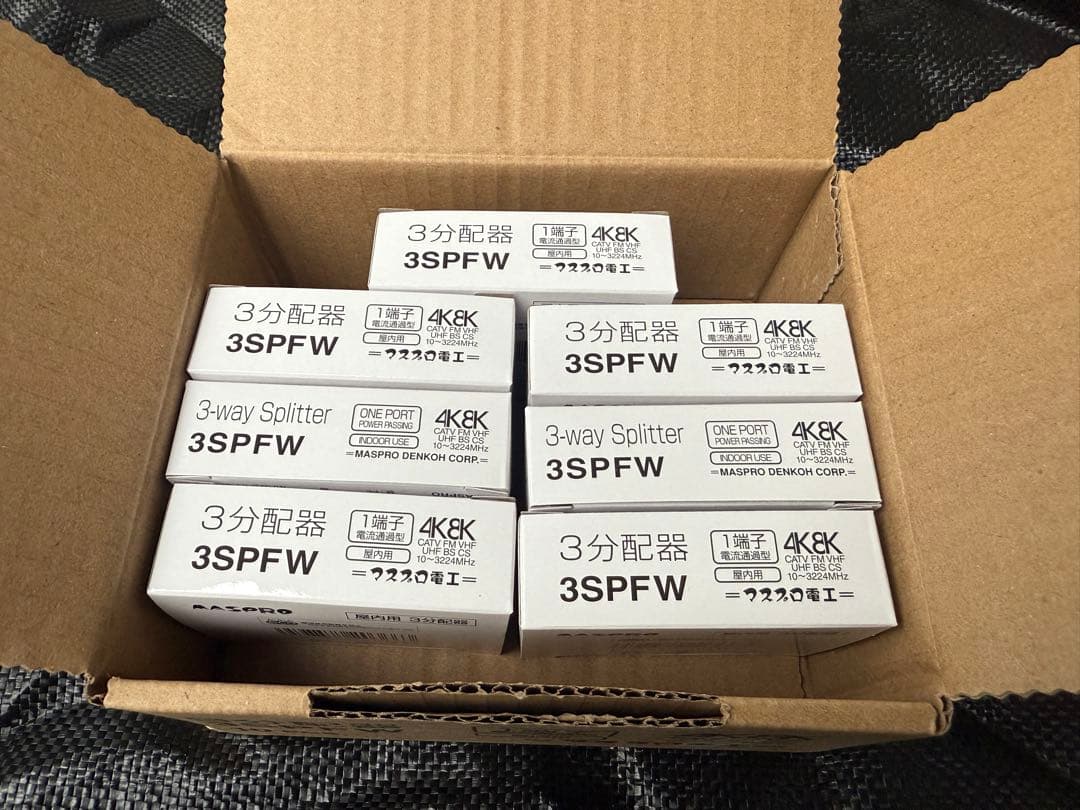 3分配器
3SPFW
1端子
電流通過型
屋内用
4K8K
CATV FM VHF
UHF BS CS
10~3224MHz
=マスプロ電工=
3分配器
3SPFW
1端子
電流通過型
屋内用
4K8K
CATV FM VHF
UHF BS CS
10~3224MHz
=マスプロ電工=
3分配器
3SPFW
1端子
電流通過型
屋内用
4K8K
CATV FM VHF
UHF BS CS
10~3224MHz
=マスプロ電工=
3-way Splitter
3SPFW
ONE PORT
POWER PASSING
INDOOR USE
4K8K
CATV FM VHF
UHF BS CS
10~3224MHz
=MASPRO DENKOH CORP.=
3-way Splitter
3SPFW
ONE PORT
POWER PASSING
INDOOR USE
4K8K
CATV FM VHF
UHF BS CS
10~3224MHz
=MASPRO DENKOH CORP.=
3分配器
3SPFW
1端子
電流通過型
屋内用
4K8K
CATV FM VHF
UHF BS CS
10~3224MHz
=マスプロ電工=
MASPRO
屋内用 3分配器
3分配器
3SPFW
1端子
電流通過型
屋内用
4K8K
CATV FM VHF
UHF BS CS
10~3224MHz
=マスプロ電工=
MASPRO